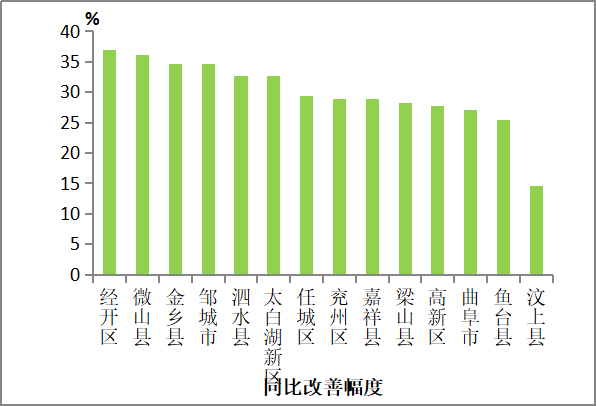 %
40
35
30
25
20
15
10
5
0
经开区
微山县
金乡县
邹城市
泗水县
太白湖新区
任城区
兖州区
嘉祥县
梁山县
高新区
曲阜市
鱼台县
汶上县
同比改善幅度